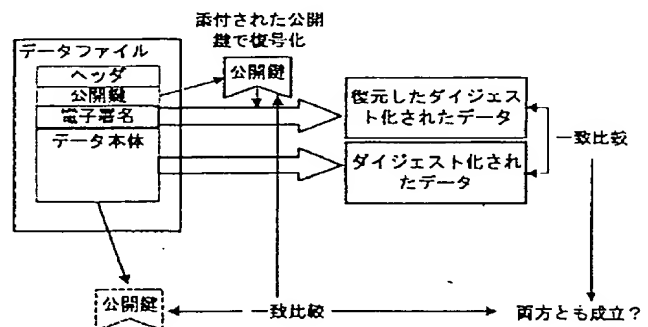 添付された公開
鍵で復号化
データファイル
ヘッダ
公開鍵
電子署名
データ本体
公開鍵
復元したダイジェス
ト化されたデータ
一致比較
ダイジェスト化され
たデータ
公開鍵
一致比較
両方とも成立？